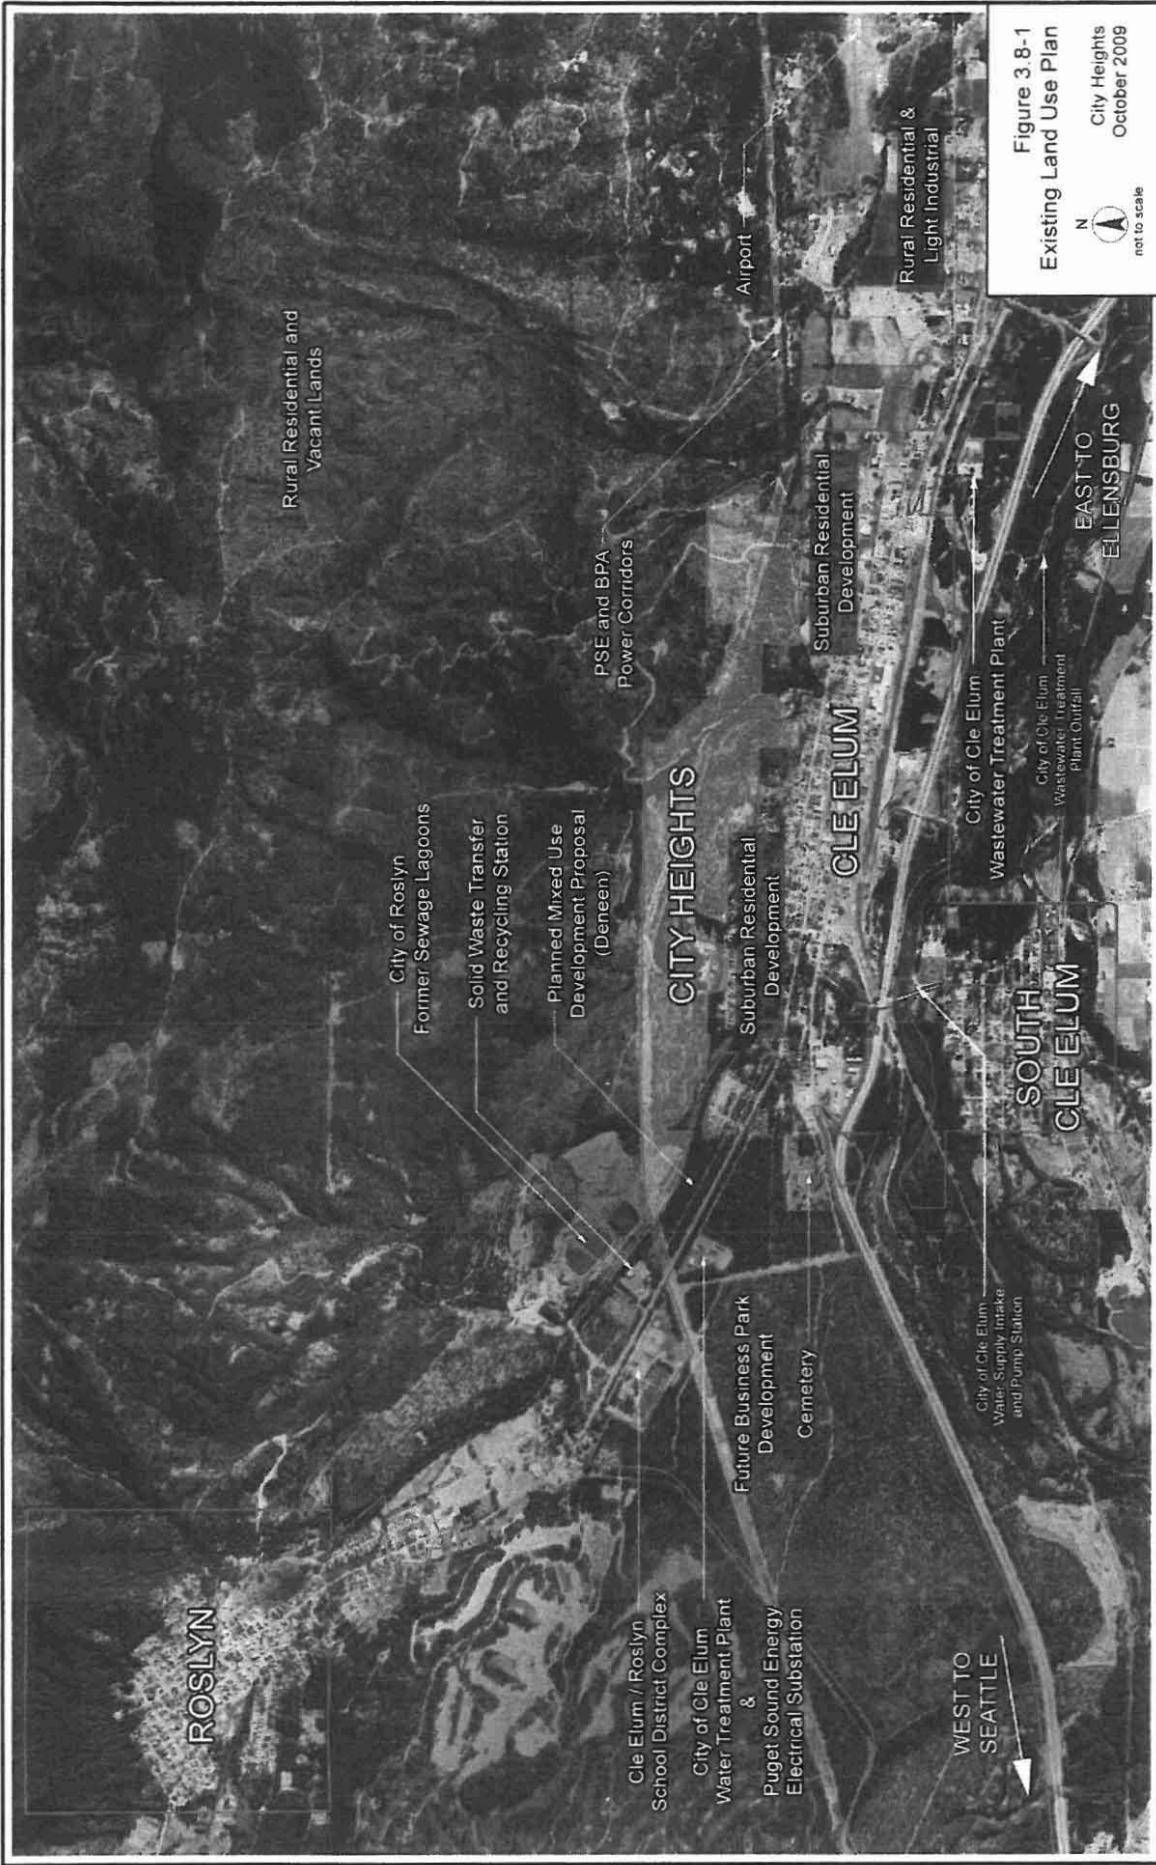 ROSLYN
Rural Residential and
Vacant Lands
City of Roslyn
Former Sewage Lagoons
Solid Waste Transfer
and Recycling Station
Planned Mixed Use
Development Proposal
(Deneen)
PSE and BPA
Power Corridors
Airport
CITY HEIGHTS
Cle Elum / Roslyn
School District Complex
City of Cle Elum
Water Treatment Plant
&
Puget Sound Energy
Electrical Substation
Future Business Park
Development
Cemetery
Suburban Residential
Development
CLE ELUM
Suburban Residential
Development
Rural Residential &
Light Industrial
WEST TO
SEATTLE
City of Cle Elum
Water Supply Intake
and Pump Station
SOUTH
CLE ELUM
City of Cle Elum
Wastewater Treatment Plant
City of Cle Elum
Wastewater Treatment
Plant Outfall
EAST TO
ELLENSBURG
Figure 3.8-1
Existing Land Use Plan
N
not to scale
City Heights
October 2009